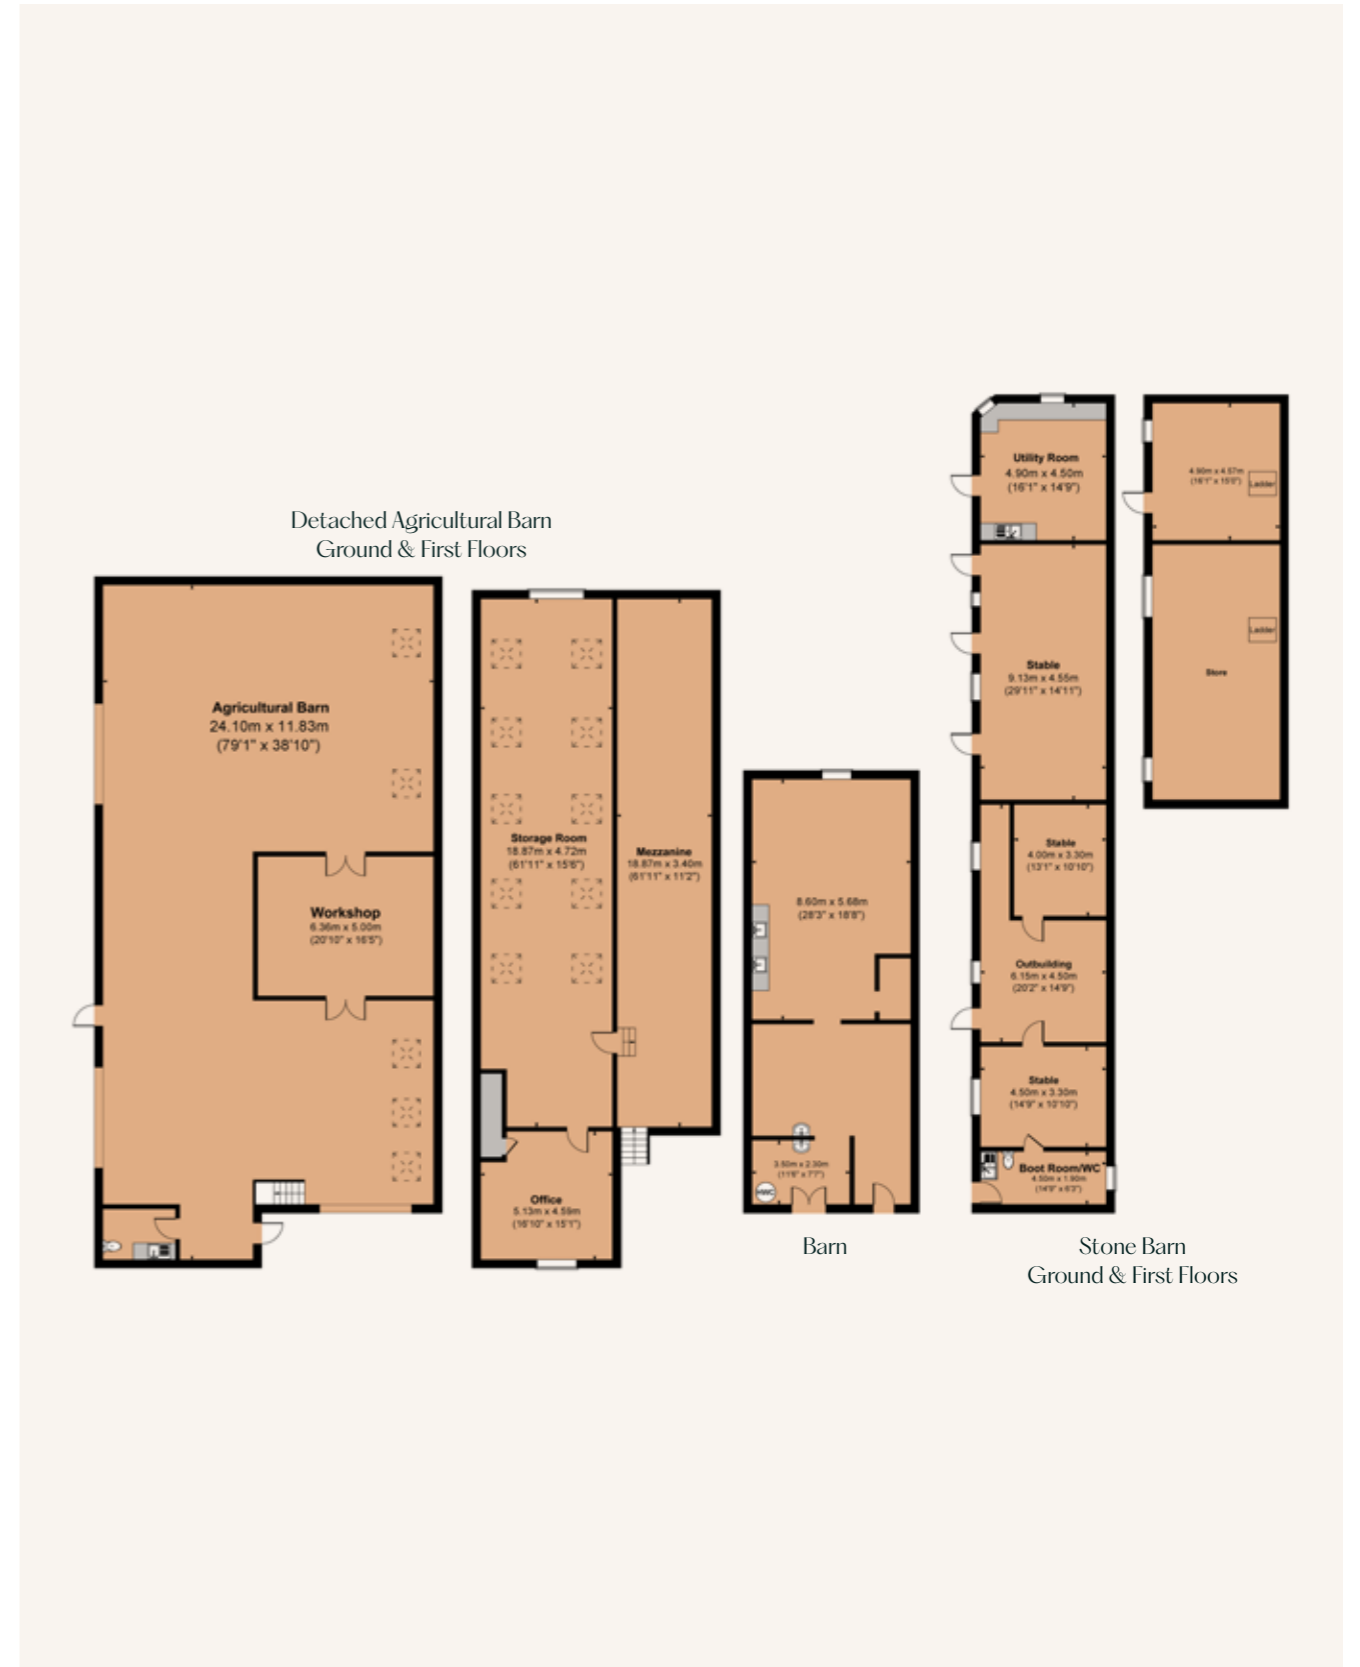 Detached Agricultural Barn
Ground & First Floors
Agricultural Barn
24.10m x 11.83m
(79'1" x 38'10")
Workshop
6.36m x 5.00m
(20'10" x 16'5")
Storage Room
18.87m x 4.72m
(61'11" x 15'6")
Mezzanine
18.87m x 3.40m
(61'11" x 11'2")
Office
5.13m x 4.59m
(16'10" x 15'1")
8.60m x 5.68m
(28'3" x 18'8")
3.50m x 2.30m
(11'6" x 7'7")
HWC
Barn
Utility Room
4.90m x 4.50m
(16'1" x 14'9")
Stable
9.13m x 4.55m
(29'11" x 14'11")
Stable
4.00m x 3.30m
(13'1" x 10'10")
Outbuilding
6.15m x 4.50m
(20'2" x 14'9")
Stable
4.50m x 3.30m
(14'9" x 10'10")
Boot Room/WC
4.50m x 1.90m
(14'9" x 6'3")
4.90m x 4.57m
(16'1" x 15'0")
Ladder
Ladder
Store
Stone Barn
Ground & First Floors